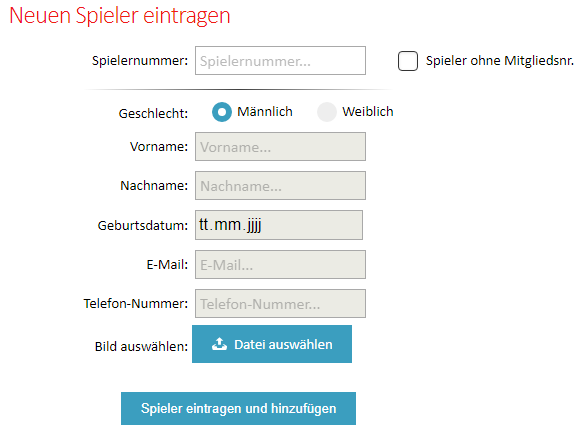 Neuen Spieler eintragen
Spielernummer: Spielernummer... Spieler ohne Mitgliedsnr.
Geschlecht: Männlich Weiblich
Vorname: Vorname...
Nachname: Nachname...
Geburtsdatum: tt.mm.jjjj
E-Mail: E-Mail...
Telefon-Nummer: Telefon-Nummer...
Bild auswählen: Datei auswählen
Spieler eintragen und hinzufügen